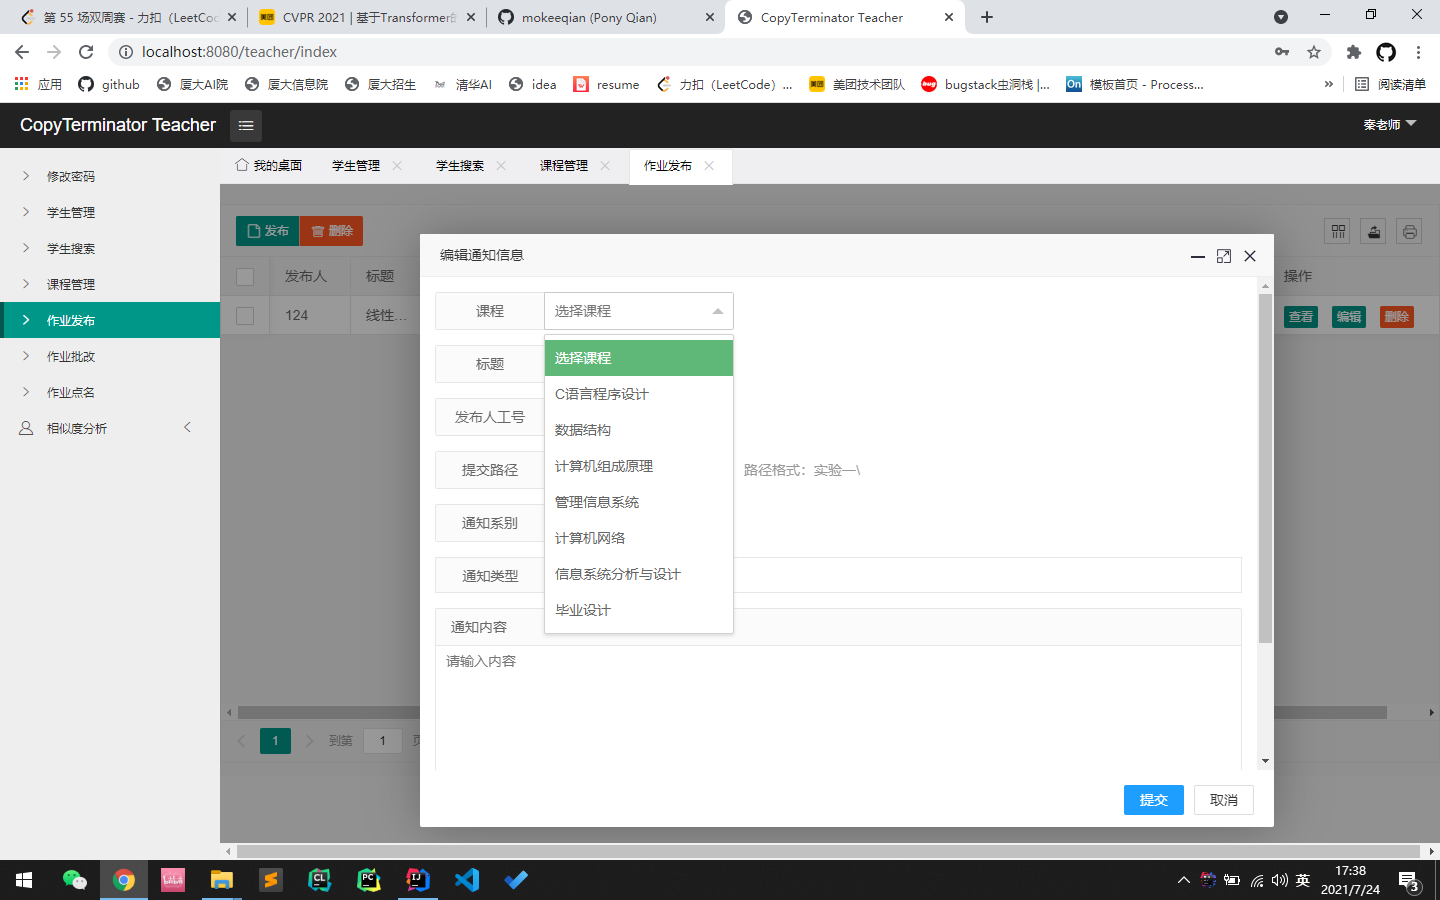 第 55 场双周赛 - 力扣（LeetCo
CVPR 2021 | 基于Transformer的
mokeeqian (Pony Qian)
CopyTerminator Teacher
localhost:8080/teacher/index
应用
github
厦大AI院
厦大信息院
厦大招生
清华AI
idea
resume
力扣（LeetCode）...
美团技术团队
bugstack虫洞栈 |...
模板首页 - Process...
阅读清单
CopyTerminator Teacher
秦老师
我的桌面
学生管理
学生搜索
课程管理
作业发布
修改密码
学生管理
学生搜索
课程管理
作业发布
作业批改
作业点名
相似度分析
发布
删除
发布人
标题
操作
124
线性...
查看
编辑
删除
1
到第
1
页
编辑通知信息
课程
选择课程
标题
发布人工号
提交路径
路径格式：实验一\
通知系别
通知类型
通知内容
请输入内容
选择课程
C语言程序设计
数据结构
计算机组成原理
管理信息系统
计算机网络
信息系统分析与设计
毕业设计
提交
取消
英
17:38
2021/7/24
3